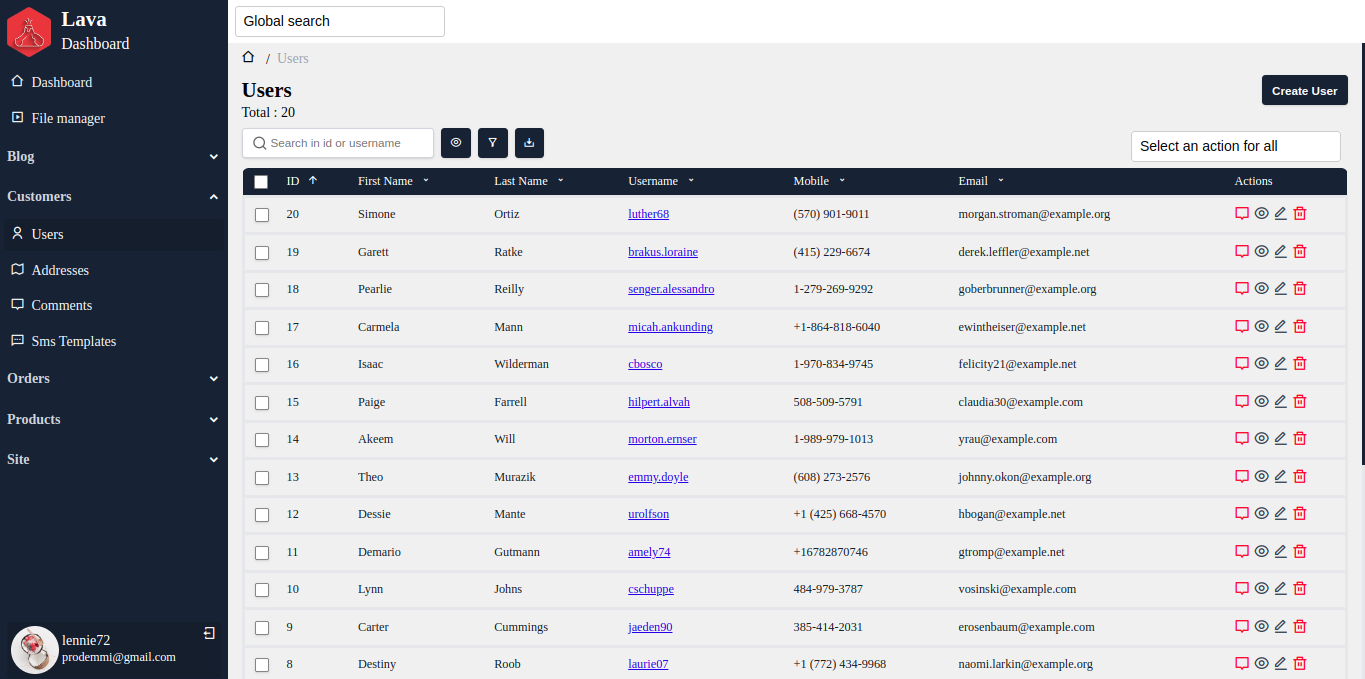 Lava
Dashboard
Dashboard
File manager
Blog
Customers
Users
Addresses
Comments
Sms Templates
Orders
Products
Site
lennie72
prodemmi@gmail.com
Global search
/ Users
Users
Total : 20
Create User
Search in id or username
Select an action for all
ID First Name Last Name Username Mobile Email Actions
20 Simone Ortiz luther68 (570) 901-9011 morgan.stroman@example.org
19 Garett Ratke brakus.loraine (415) 229-6674 derek.leffler@example.net
18 Pearlie Reilly senger.alessandro 1-279-269-9292 goberbrunner@example.org
17 Carmela Mann micah.ankunding +1-864-818-6040 ewintheiser@example.net
16 Isaac Wilderman cbosco 1-970-834-9745 felicity21@example.net
15 Paige Farrell hilpert.alvah 508-509-5791 claudia30@example.com
14 Akeem Will morton.ernser 1-989-979-1013 yrau@example.com
13 Theo Murazik emmy.doyle (608) 273-2576 johnny.okon@example.org
12 Dessie Mante urolfson +1 (425) 668-4570 hbogan@example.net
11 Demario Gutmann amely74 +16782870746 gtromp@example.net
10 Lynn Johns cschuppe 484-979-3787 vosinski@example.com
9 Carter Cummings jaeden90 385-414-2031 erosenbaum@example.com
8 Destiny Roob laurie07 +1 (772) 434-9968 naomi.larkin@example.org